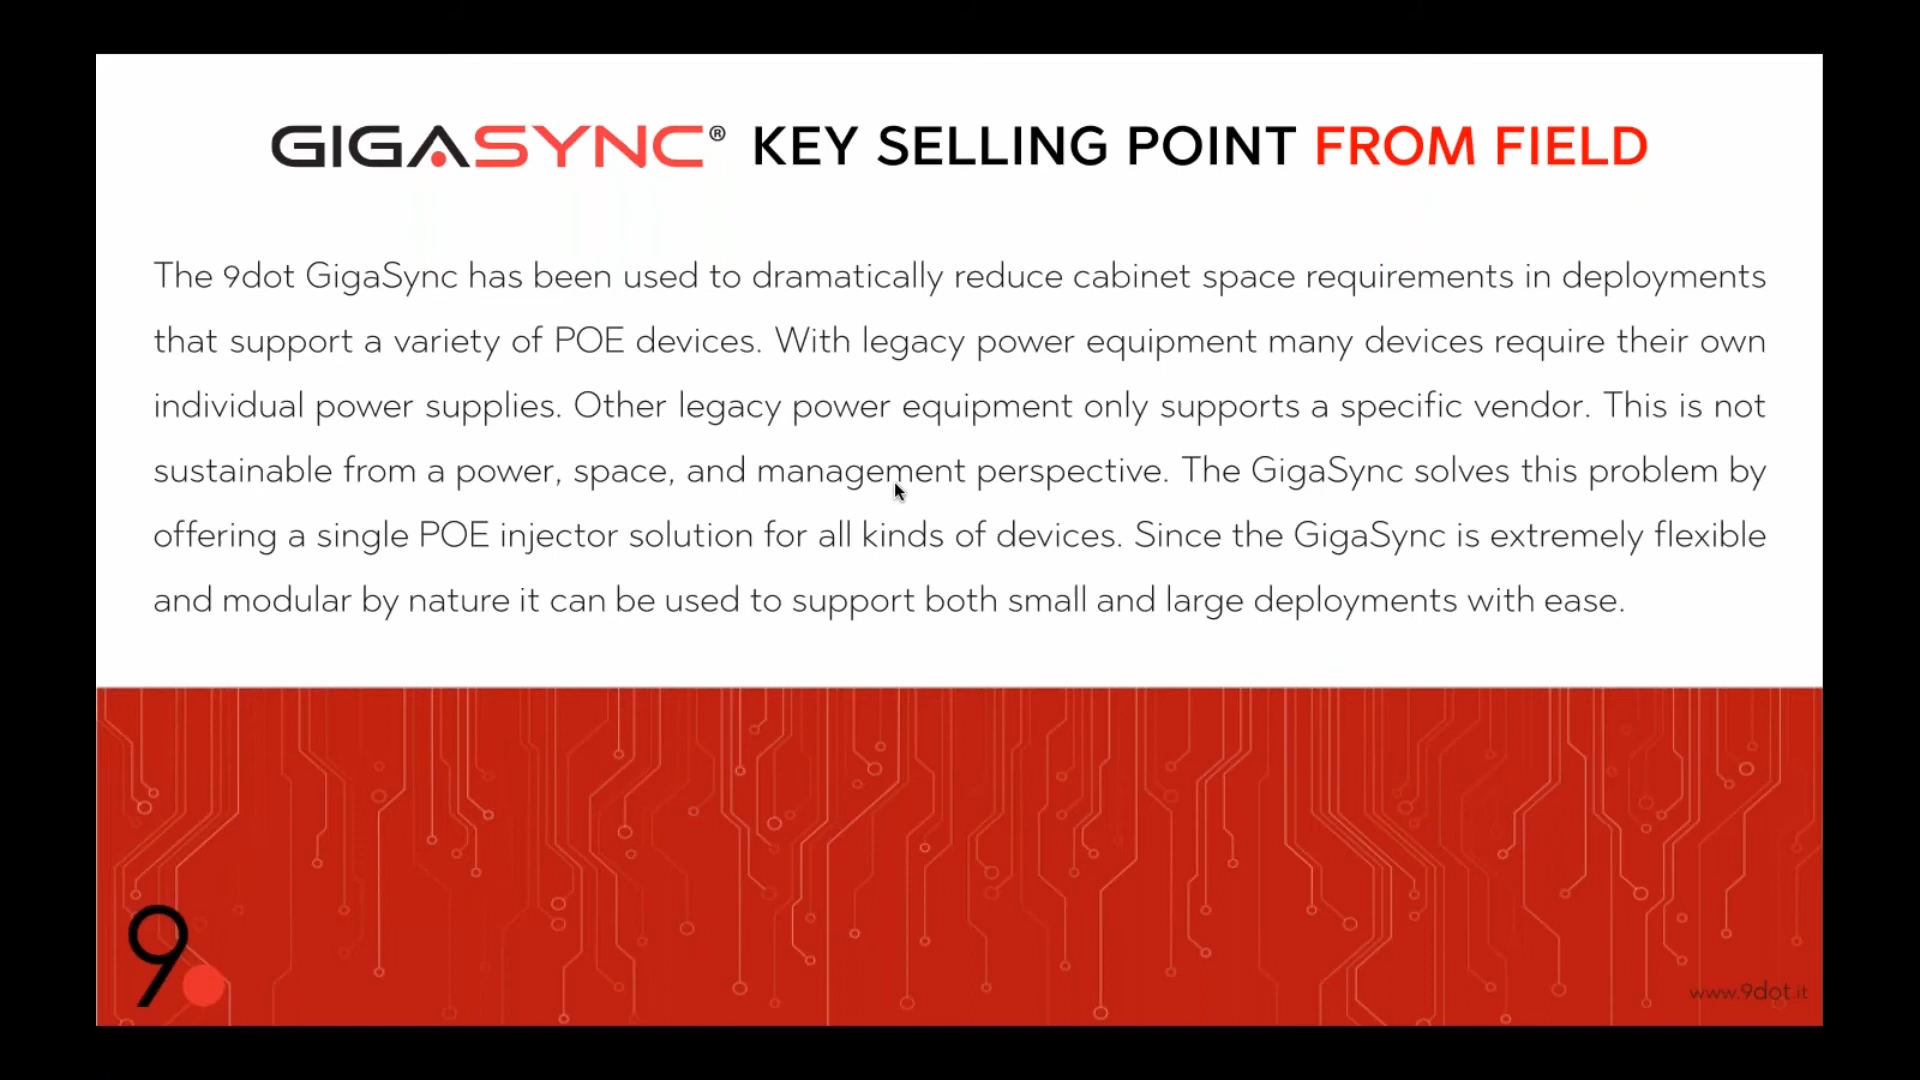 GIGASYNC® KEY SELLING POINT FROM FIELD
The 9dot GigaSync has been used to dramatically reduce cabinet space requirements in deployments
that support a variety of POE devices. With legacy power equipment many devices require their own
individual power supplies. Other legacy power equipment only supports a specific vendor. This is not
sustainable from a power, space, and management perspective. The GigaSync solves this problem by
offering a single POE injector solution for all kinds of devices. Since the GigaSync is extremely flexible
and modular by nature it can be used to support both small and large deployments with ease.
9.
www.9dot.it